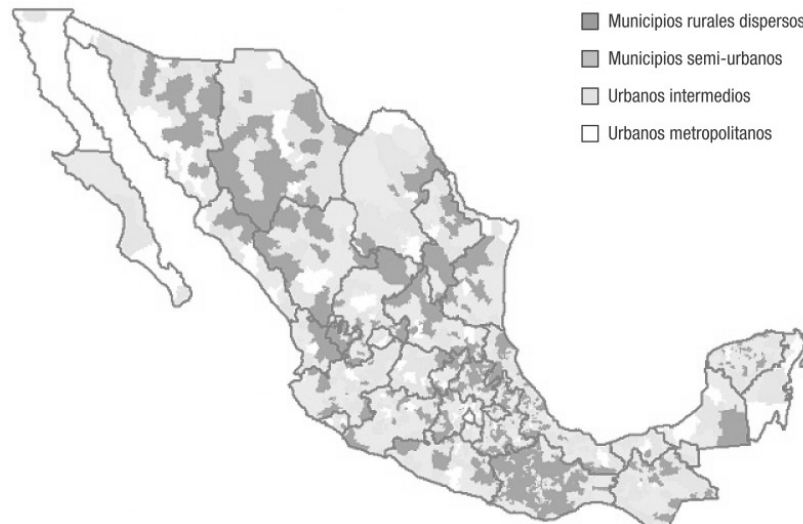 Municipios rurales dispersos
Municipios semi-urbanos
Urbanos intermedios
Urbanos metropolitanos